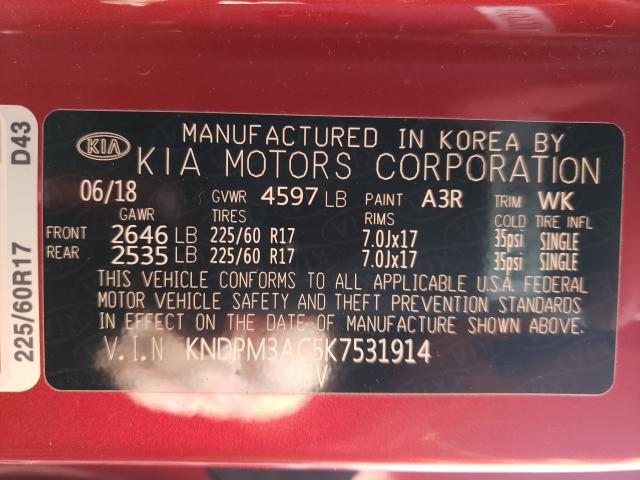 KIA
MANUFACTURED IN KOREA BY
KIA MOTORS CORPORATION
06/18 GVWR 4597 LB PAINT A3R TRIM WK
GAWR TIRES RIMS COLD TIRE INFL
FRONT 2646 LB 225/60 R17 7.0Jx17 35psi SINGLE
REAR 2535 LB 225/60 R17 7.0Jx17 35psi SINGLE
THIS VEHICLE CONFORMS TO ALL APPLICABLE U.S.A. FEDERAL
MOTOR VEHICLE SAFETY AND THEFT PREVENTION STANDARDS
IN EFFECT ON THE DATE OF MANUFACTURE SHOWN ABOVE.
V.I.N KNDPM3AC5K7531914
MPV
225/60R17 D43